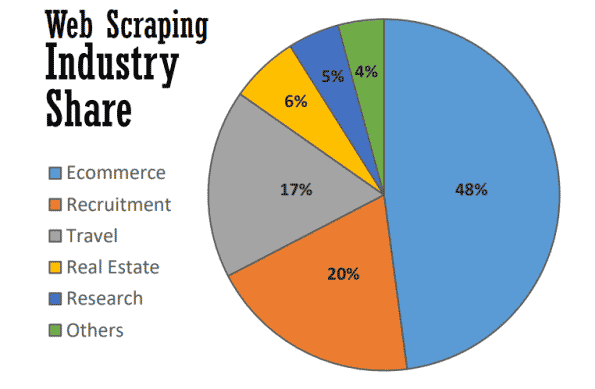 Web Scraping
Industry
Share
Ecommerce
Recruitment
Travel
Real Estate
Research
Others
48%
20%
17%
6%
5%
4%